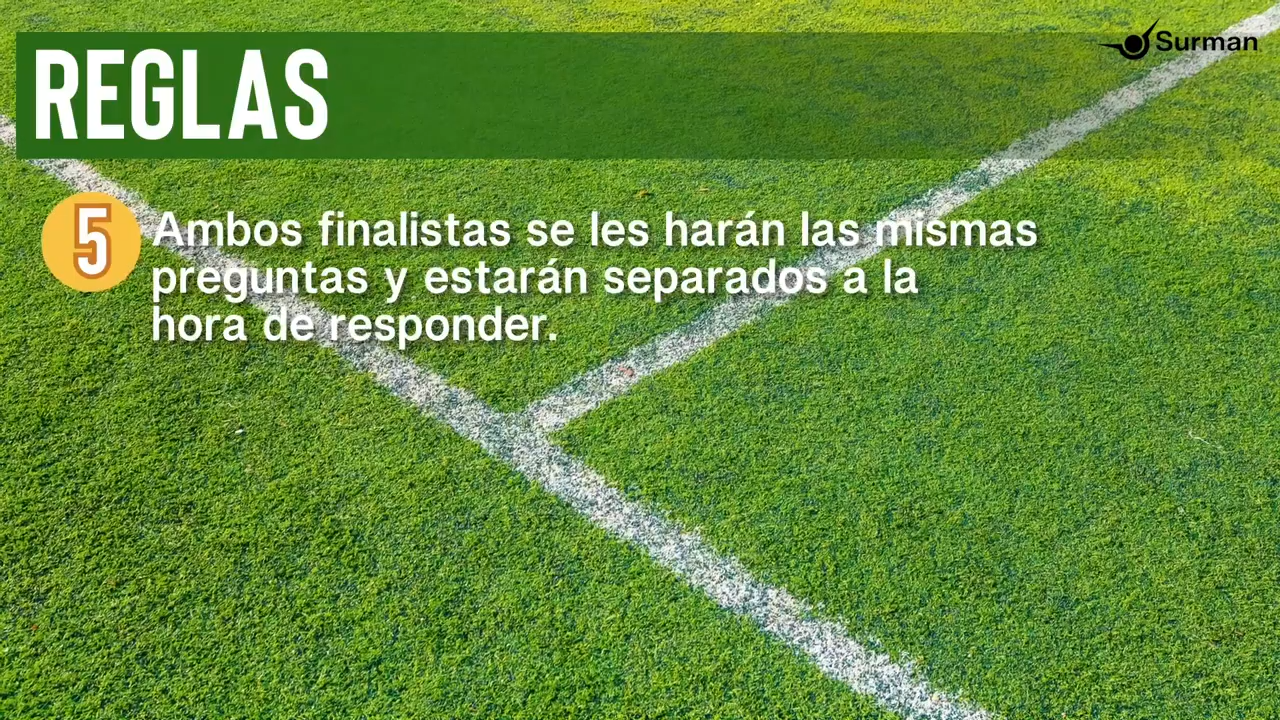 Surman
REGLAS
5
Ambos finalistas se les harán las mismas
preguntas y estarán separados a la
hora de responder.